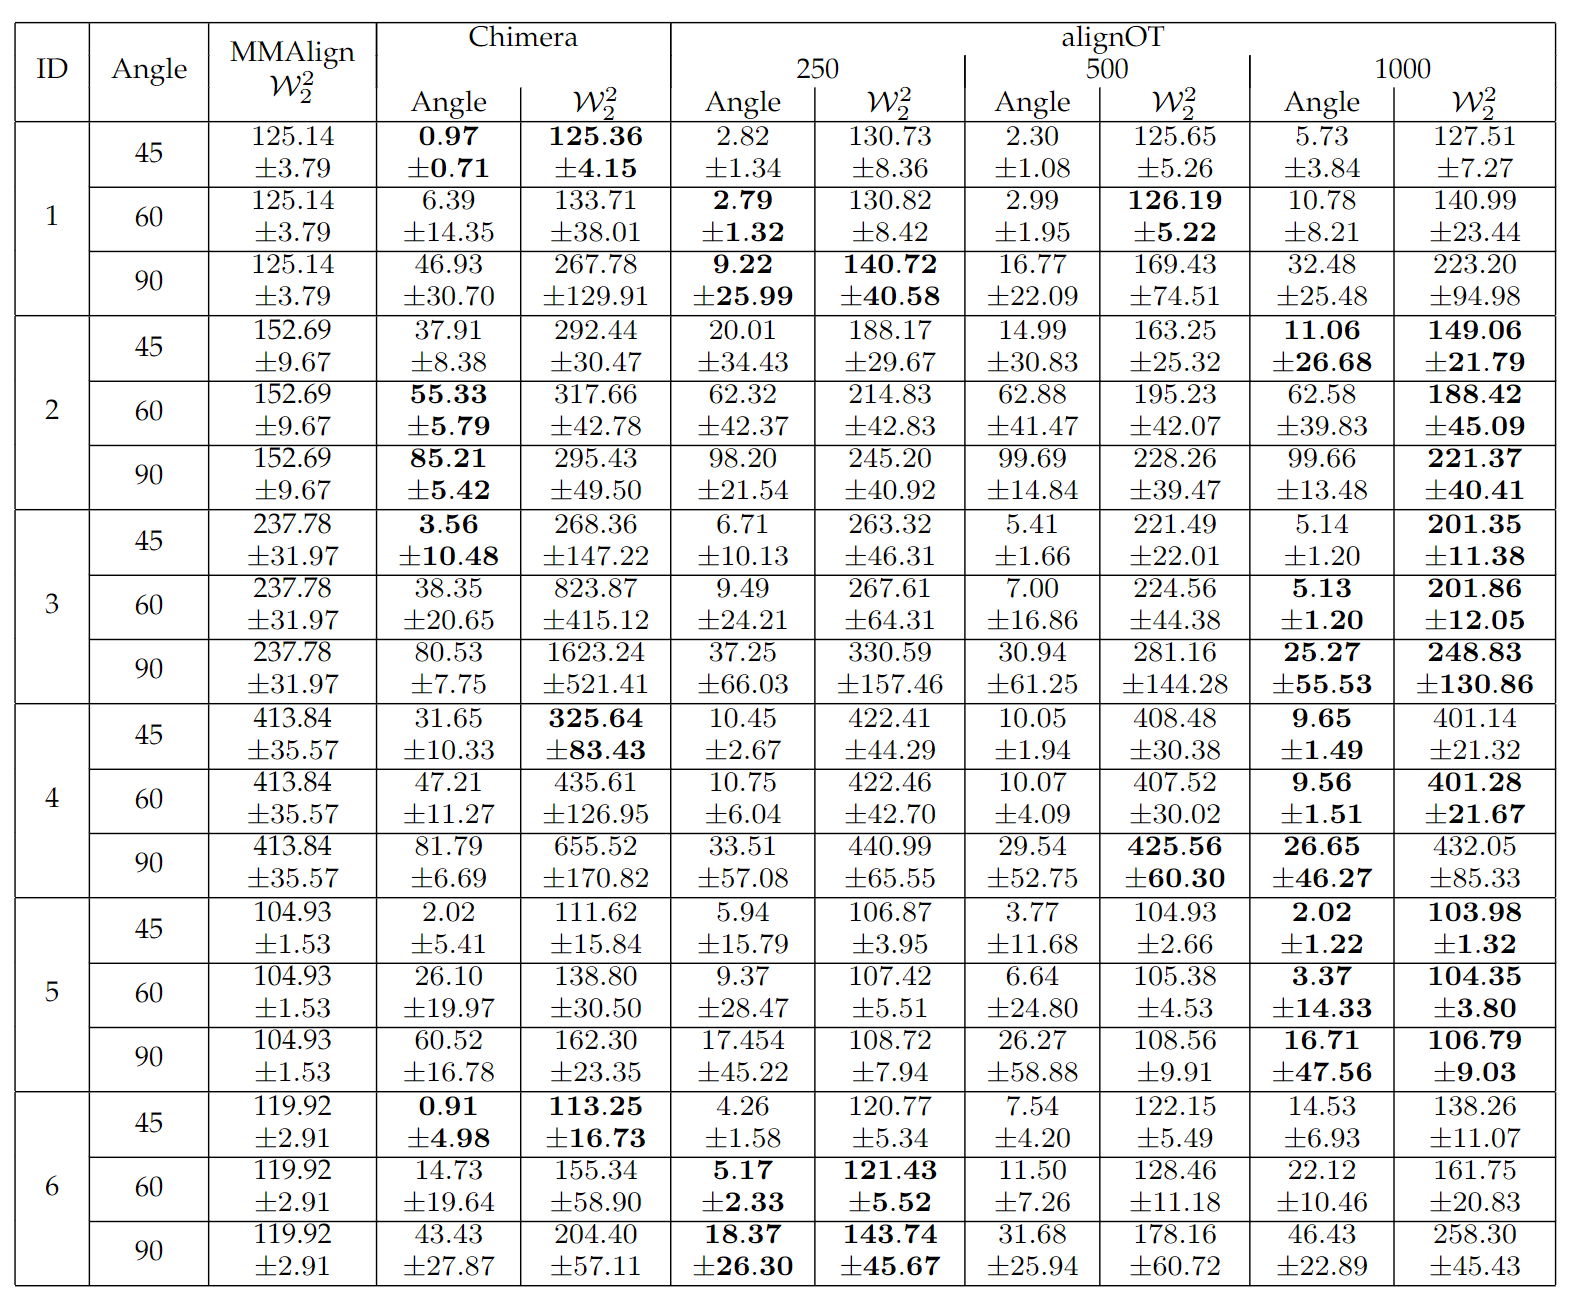 ID Angle MMAlign W₂² Chimera alignOT
250 500 1000
Angle W₂² Angle W₂² Angle W₂² Angle W₂²
1 45 125.14 0.97 125.36 2.82 130.73 2.30 125.65 5.73 127.51
±3.79 ±0.71 ±4.15 ±1.34 ±8.36 ±1.08 ±5.26 ±3.84 ±7.27
60 125.14 6.39 133.71 2.79 130.82 2.99 126.19 10.78 140.99
±3.79 ±14.35 ±38.01 ±1.32 ±8.42 ±1.95 ±5.22 ±8.21 ±23.44
90 125.14 46.93 267.78 9.22 140.72 16.77 169.43 32.48 223.20
±3.79 ±30.70 ±129.91 ±25.99 ±40.58 ±22.09 ±74.51 ±25.48 ±94.98
2 45 152.69 37.91 292.44 20.01 188.17 14.99 163.25 11.06 149.06
±9.67 ±8.38 ±30.47 ±34.43 ±29.67 ±30.83 ±25.32 ±26.68 ±21.79
60 152.69 55.33 317.66 62.32 214.83 62.88 195.23 62.58 188.42
±9.67 ±5.79 ±42.78 ±42.37 ±42.83 ±41.47 ±42.07 ±39.83 ±45.09
90 152.69 85.21 295.43 98.20 245.20 99.69 228.26 99.66 221.37
±9.67 ±5.42 ±49.50 ±21.54 ±40.92 ±14.84 ±39.47 ±13.48 ±40.41
3 45 237.78 3.56 268.36 6.71 263.32 5.41 221.49 5.14 201.35
±31.97 ±10.48 ±147.22 ±10.13 ±46.31 ±1.66 ±22.01 ±1.20 ±11.38
60 237.78 38.35 823.87 9.49 267.61 7.00 224.56 5.13 201.86
±31.97 ±20.65 ±415.12 ±24.21 ±64.31 ±16.86 ±44.38 ±1.20 ±12.05
90 237.78 80.53 1623.24 37.25 330.59 30.94 281.16 25.27 248.83
±31.97 ±7.75 ±521.41 ±66.03 ±157.46 ±61.25 ±144.28 ±55.53 ±130.86
4 45 413.84 31.65 325.64 10.45 422.41 10.05 408.48 9.65 401.14
±35.57 ±10.33 ±83.43 ±2.67 ±44.29 ±1.94 ±30.38 ±1.49 ±21.32
60 413.84 47.21 435.61 10.75 422.46 10.07 407.52 9.56 401.28
±35.57 ±11.27 ±126.95 ±6.04 ±42.70 ±4.09 ±30.02 ±1.51 ±21.67
90 413.84 81.79 655.52 33.51 440.99 29.54 425.56 26.65 432.05
±35.57 ±6.69 ±170.82 ±57.08 ±65.55 ±52.75 ±60.30 ±46.27 ±85.33
5 45 104.93 2.02 111.62 5.94 106.87 3.77 104.93 2.02 103.98
±1.53 ±5.41 ±15.84 ±15.79 ±3.95 ±11.68 ±2.66 ±1.22 ±1.32
60 104.93 26.10 138.80 9.37 107.42 6.64 105.38 3.37 104.35
±1.53 ±19.97 ±30.50 ±28.47 ±5.51 ±24.80 ±4.53 ±14.33 ±3.80
90 104.93 60.52 162.30 17.454 108.72 26.27 108.56 16.71 106.79
±1.53 ±16.78 ±23.35 ±45.22 ±7.94 ±58.88 ±9.91 ±47.56 ±9.03
6 45 119.92 0.91 113.25 4.26 120.77 7.54 122.15 14.53 138.26
±2.91 ±4.98 ±16.73 ±1.58 ±5.34 ±4.20 ±5.49 ±6.93 ±11.07
60 119.92 14.73 155.34 5.17 121.43 11.50 128.46 22.12 161.75
±2.91 ±19.64 ±58.90 ±2.33 ±5.52 ±7.26 ±11.18 ±10.46 ±20.83
90 119.92 43.43 204.40 18.37 143.74 31.68 178.16 46.43 258.30
±2.91 ±27.87 ±57.11 ±26.30 ±45.67 ±25.94 ±60.72 ±22.89 ±45.43